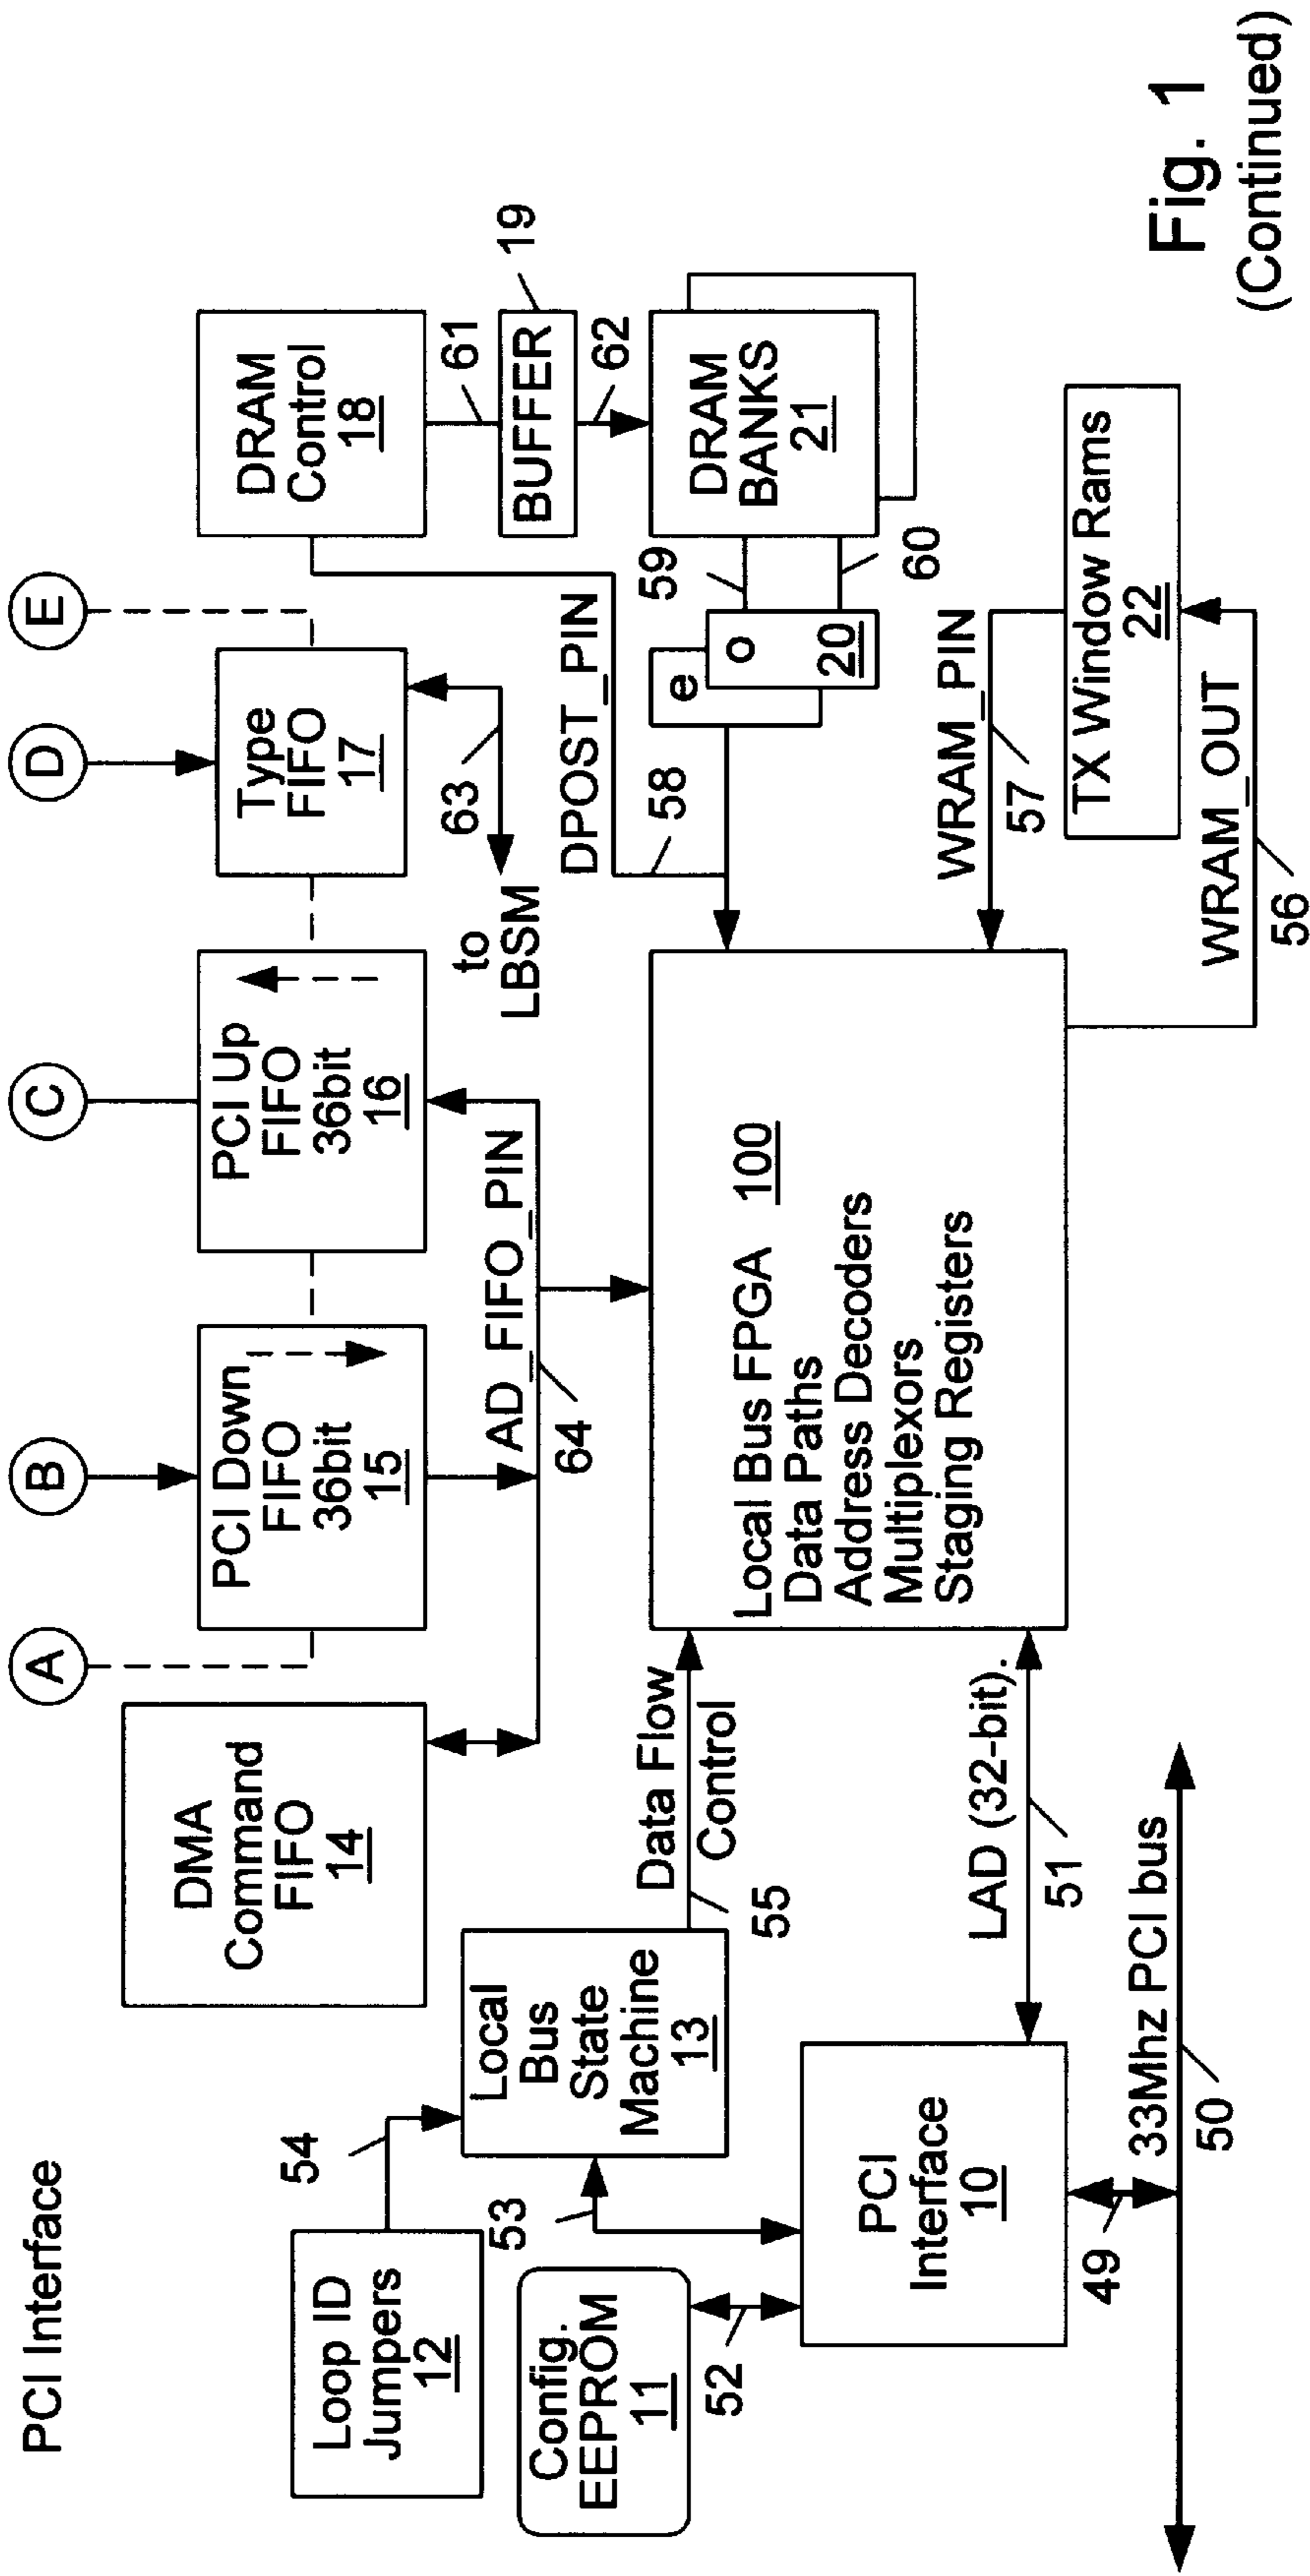 PCI Interface
A
B
C
D
E
Loop ID
Jumpers
12
54
DMA
Command
FIFO
14
PCI Down
FIFO
36bit
15
PCI Up
FIFO
36bit
16
Type
FIFO
17
DRAM
Control
18
61
BUFFER
19
62
DRAM
BANKS
21
AD_FIFO_PIN
64
63
to
LBSM
DPOST_PIN
58
59
60
e
o
20
Config.
EEPROM
11
52
53
Local
Bus
State
Machine
13
Data Flow
Control
55
Local Bus FPGA 100
Data Paths
Address Decoders
Multiplexors
Staging Registers
WRAM_PIN
57
TX Window Rams
22
WRAM_OUT
56
PCI
Interface
10
LAD (32-bit).
51
49
33Mhz PCI bus
50
Fig. 1
(Continued)